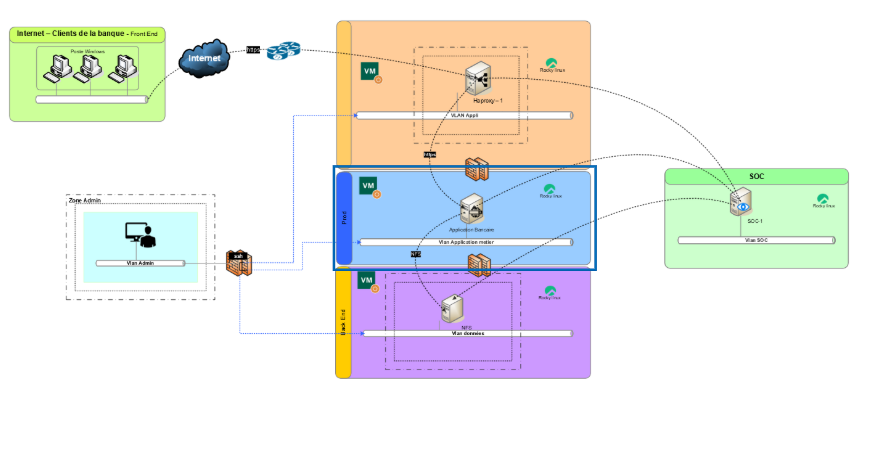 Internet – Clients de la banque - Front End
Poste Windows
Internet
https
VM
Rocky linux
Haproxy – 1
VLAN Appli
https
VM
Rocky linux
Prod
Application Bancaire
Vlan Application metier
NFS
VM
Rocky linux
Back End
NFS
Vlan données
Zone Admin
Vlan Admin
ssh
SOC
Rocky linux
SOC-1
Vlan SOC